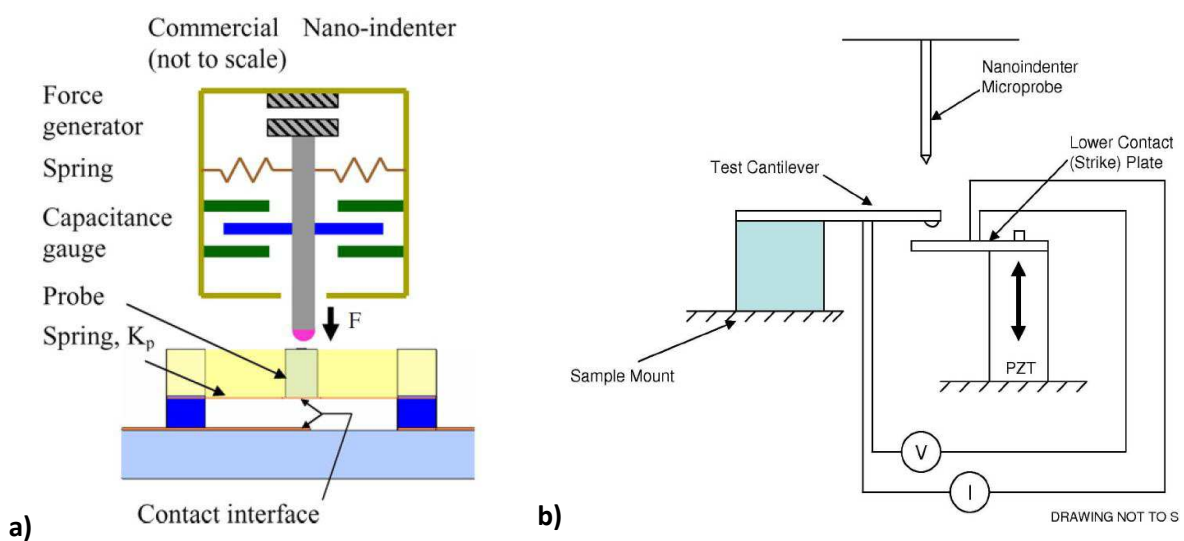 Commercial Nano-indenter
(not to scale)
Force
generator
Spring
Capacitance
gauge
Probe
Spring, Kp
F
Contact interface
a)
Nanoindenter
Microprobe
Lower Contact
(Strike) Plate
Test Cantilever
Sample Mount
PZT
V
I
DRAWING NOT TO S
b)